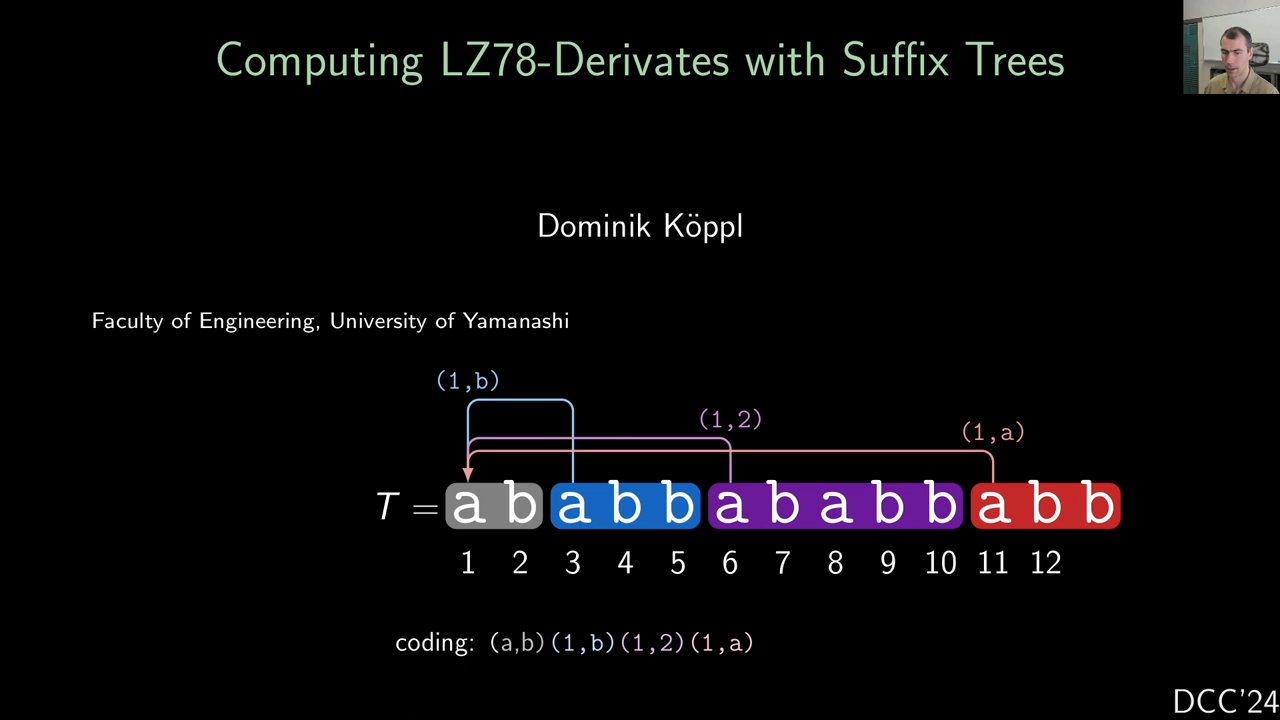 Computing LZ78-Derivates with Suffix Trees
Dominik Köppl
Faculty of Engineering, University of Yamanashi
(1,b)
(1,2)
(1,a)
T = a b a b b a b a b b a b b
1 2 3 4 5 6 7 8 9 10 11 12
coding: (a,b)(1,b)(1,2)(1,a)
DCC'24